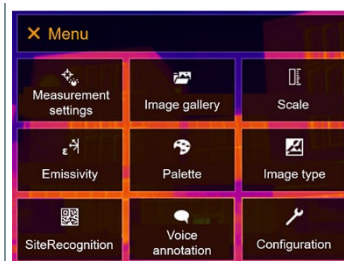 ✕ Menu
Measurement
settings
Image gallery
Scale
ε
Emissivity
Palette
Image type
SiteRecognition
Voice
annotation
Configuration